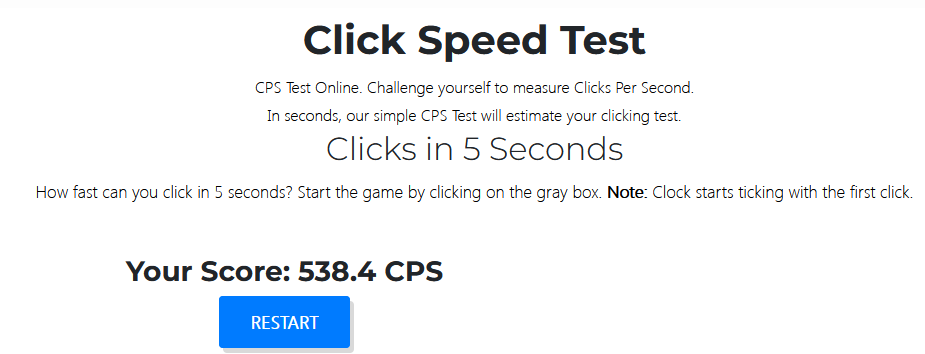 Click Speed Test
CPS Test Online. Challenge yourself to measure Clicks Per Second.
In seconds, our simple CPS Test will estimate your clicking test.
Clicks in 5 Seconds
How fast can you click in 5 seconds? Start the game by clicking on the gray box. Note: Clock starts ticking with the first click.
Your Score: 538.4 CPS
RESTART